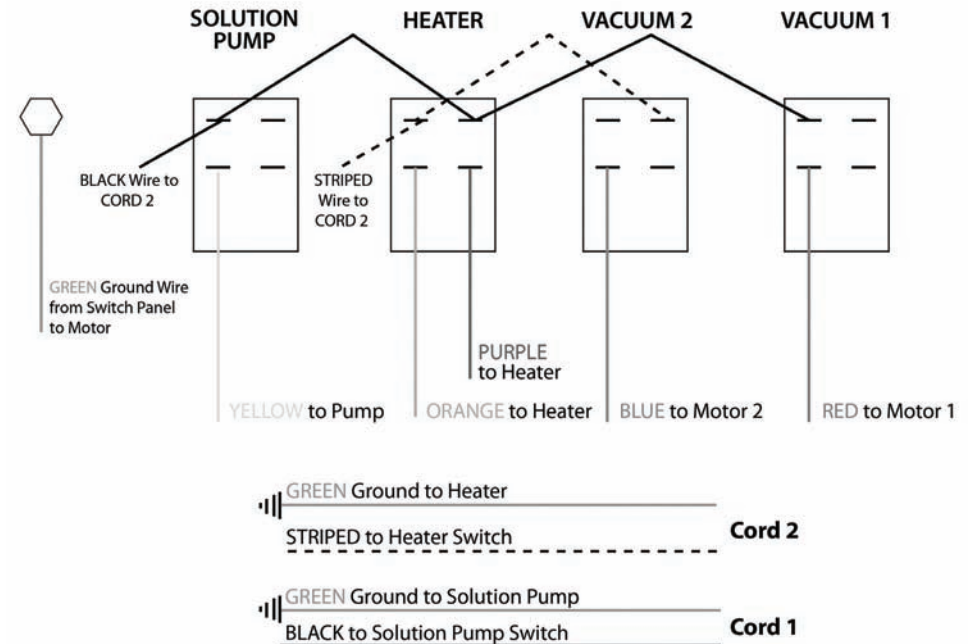 SOLUTION
PUMP
HEATER
VACUUM 2
VACUUM 1
BLACK Wire to
CORD 2
STRIPED
Wire to
CORD 2
GREEN Ground Wire
from Switch Panel
to Motor
PURPLE
to Heater
YELLOW to Pump
ORANGE to Heater
BLUE to Motor 2
RED to Motor 1
GREEN Ground to Heater
STRIPED to Heater Switch
Cord 2
GREEN Ground to Solution Pump
BLACK to Solution Pump Switch
Cord 1